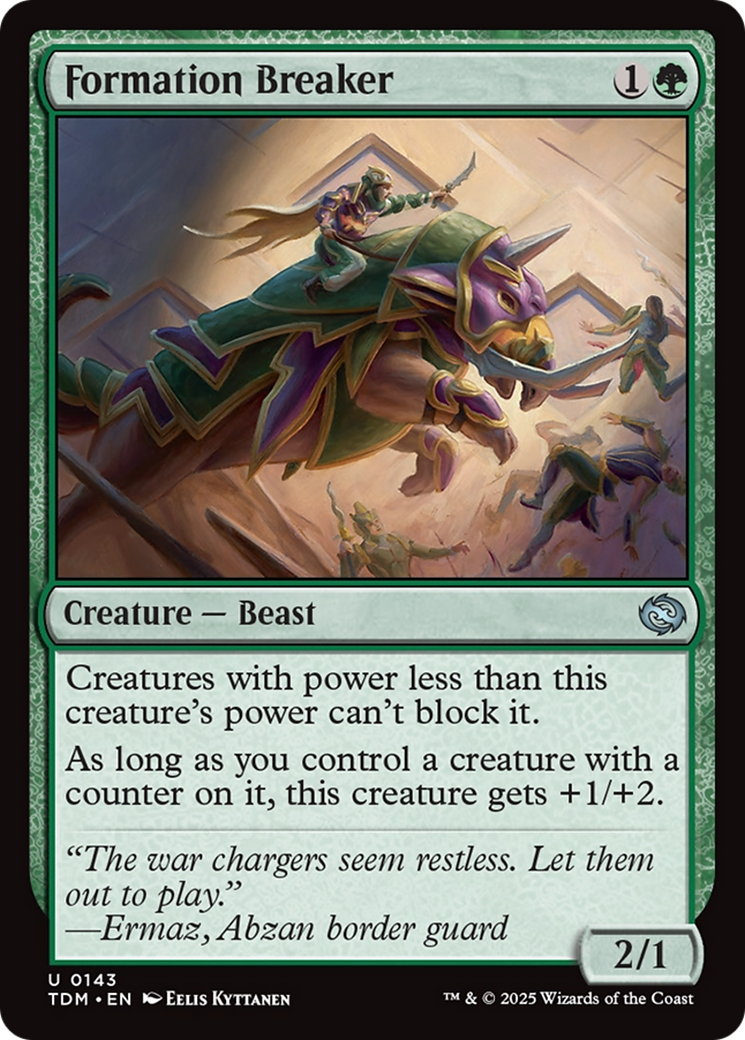 Formation Breaker 1
Creature — Beast
Creatures with power less than this
creature's power can't block it.
As long as you control a creature with a
counter on it, this creature gets +1/+2.
“The war chargers seem restless. Let them
out to play.”
—Ermaz, Abzan border guard
2/1
U 0143
TDM • EN Eelis Kyttanen
™ & © 2025 Wizards of the Coast